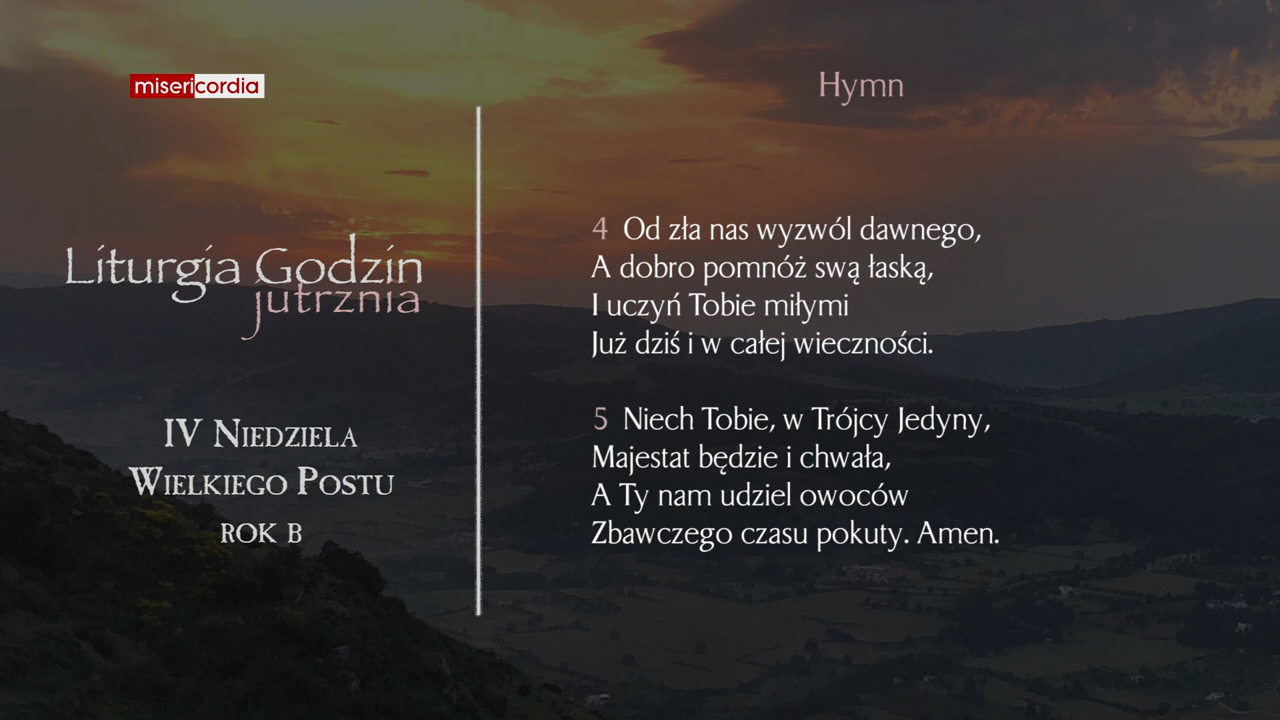 misericordia
Liturgia Godzin
jutrznia
IV Niedziela
Wielkiego Postu
rok B
Hymn
4 Od zła nas wyzwól dawnego,
A dobro pomnóż swą łaską,
I uczyń Tobie miłymi
Już dziś i w całej wieczności.
5 Niech Tobie, w Trójcy Jedyny,
Majestat będzie i chwała,
A Ty nam udziel owoców
Zbawczego czasu pokuty. Amen.